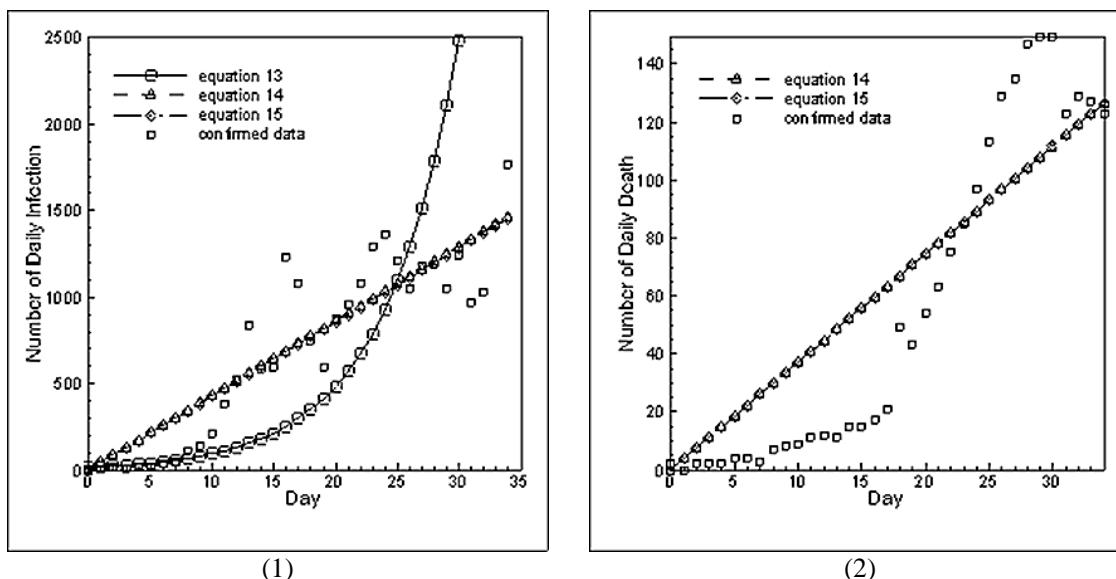 2500
2000
1500
1000
500
0
0
5
10
15
20
25
30
35
Number of Daily Infection
Day
equation 13
equation 14
equation 15
confirmed data
(1)
140
120
100
80
60
40
20
0
0
5
10
15
20
25
30
Number of Daily Death
Day
equation 14
equation 15
confirmed data
(2)